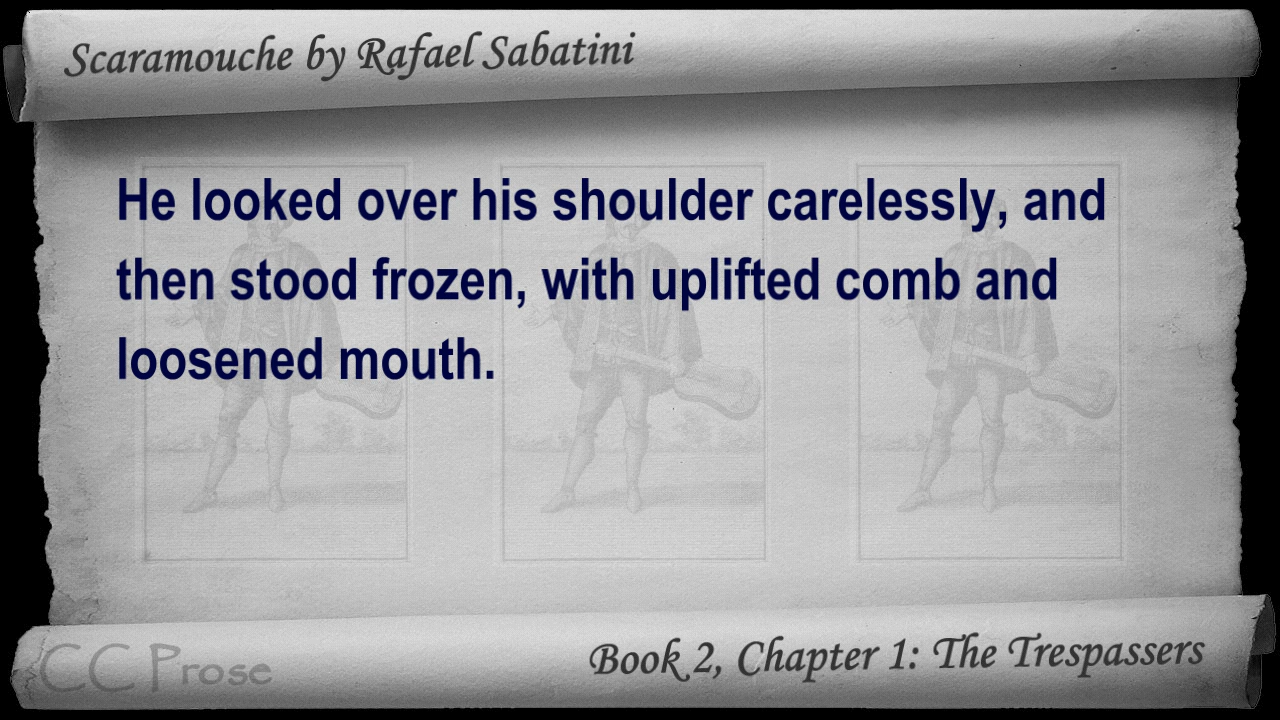 Scaramouche by Rafael Sabatini
He looked over his shoulder carelessly, and
then stood frozen, with uplifted comb and
loosened mouth.
CC Prose
Book 2, Chapter 1: The Trespassers